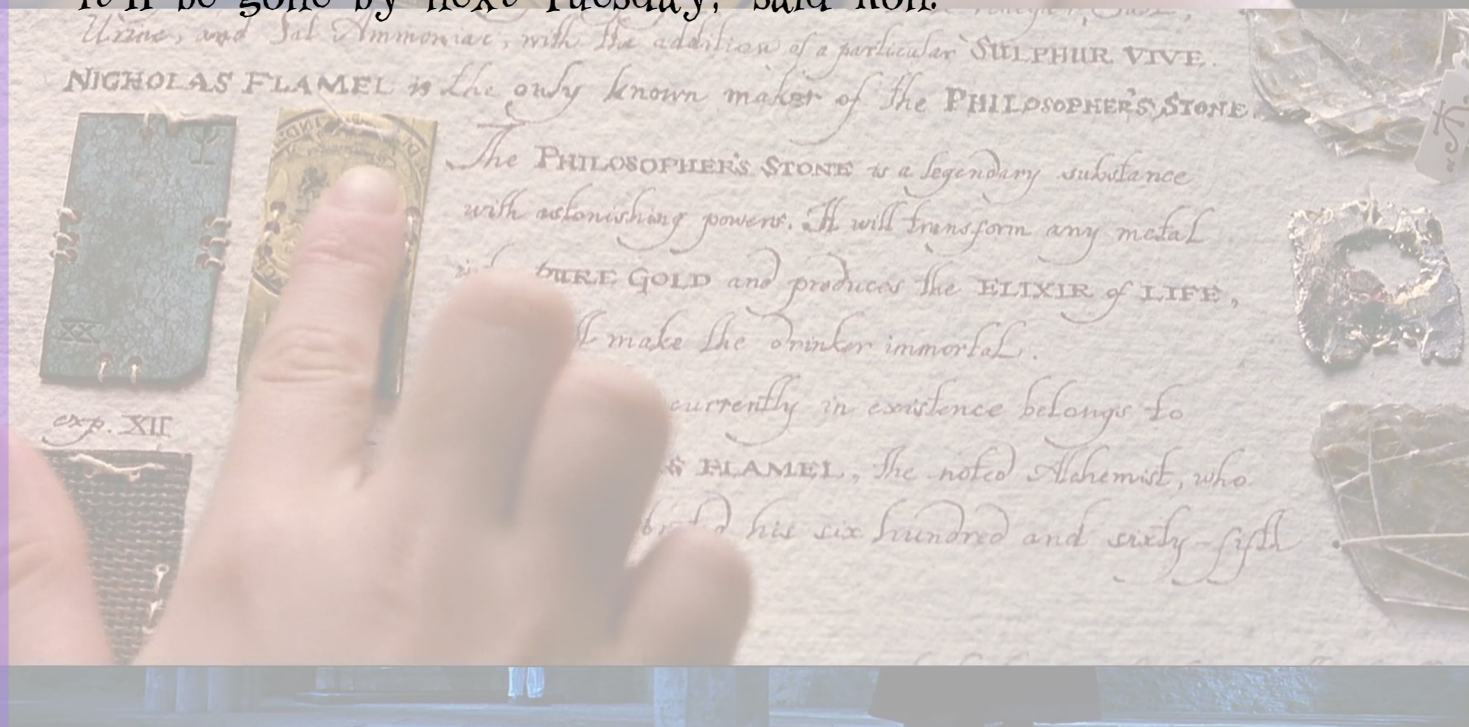 it'll be gone by next Tuesday," said Ron.
Urine, and Sal Ammoniac, with the addition of a particular SULPHUR VIVE.
NICHOLAS FLAMEL is the only known maker of the PHILOSOPHER'S STONE.
The PHILOSOPHER'S STONE is a legendary substance
with astonishing powers. It will transform any metal
PURE GOLD and produces the ELIXIR of LIFE,
make the drinker immortal.
currently in existence belongs to
FLAMEL, the noted Alchemist, who
his six hundred and sixty-fifth
exp. XII
XX